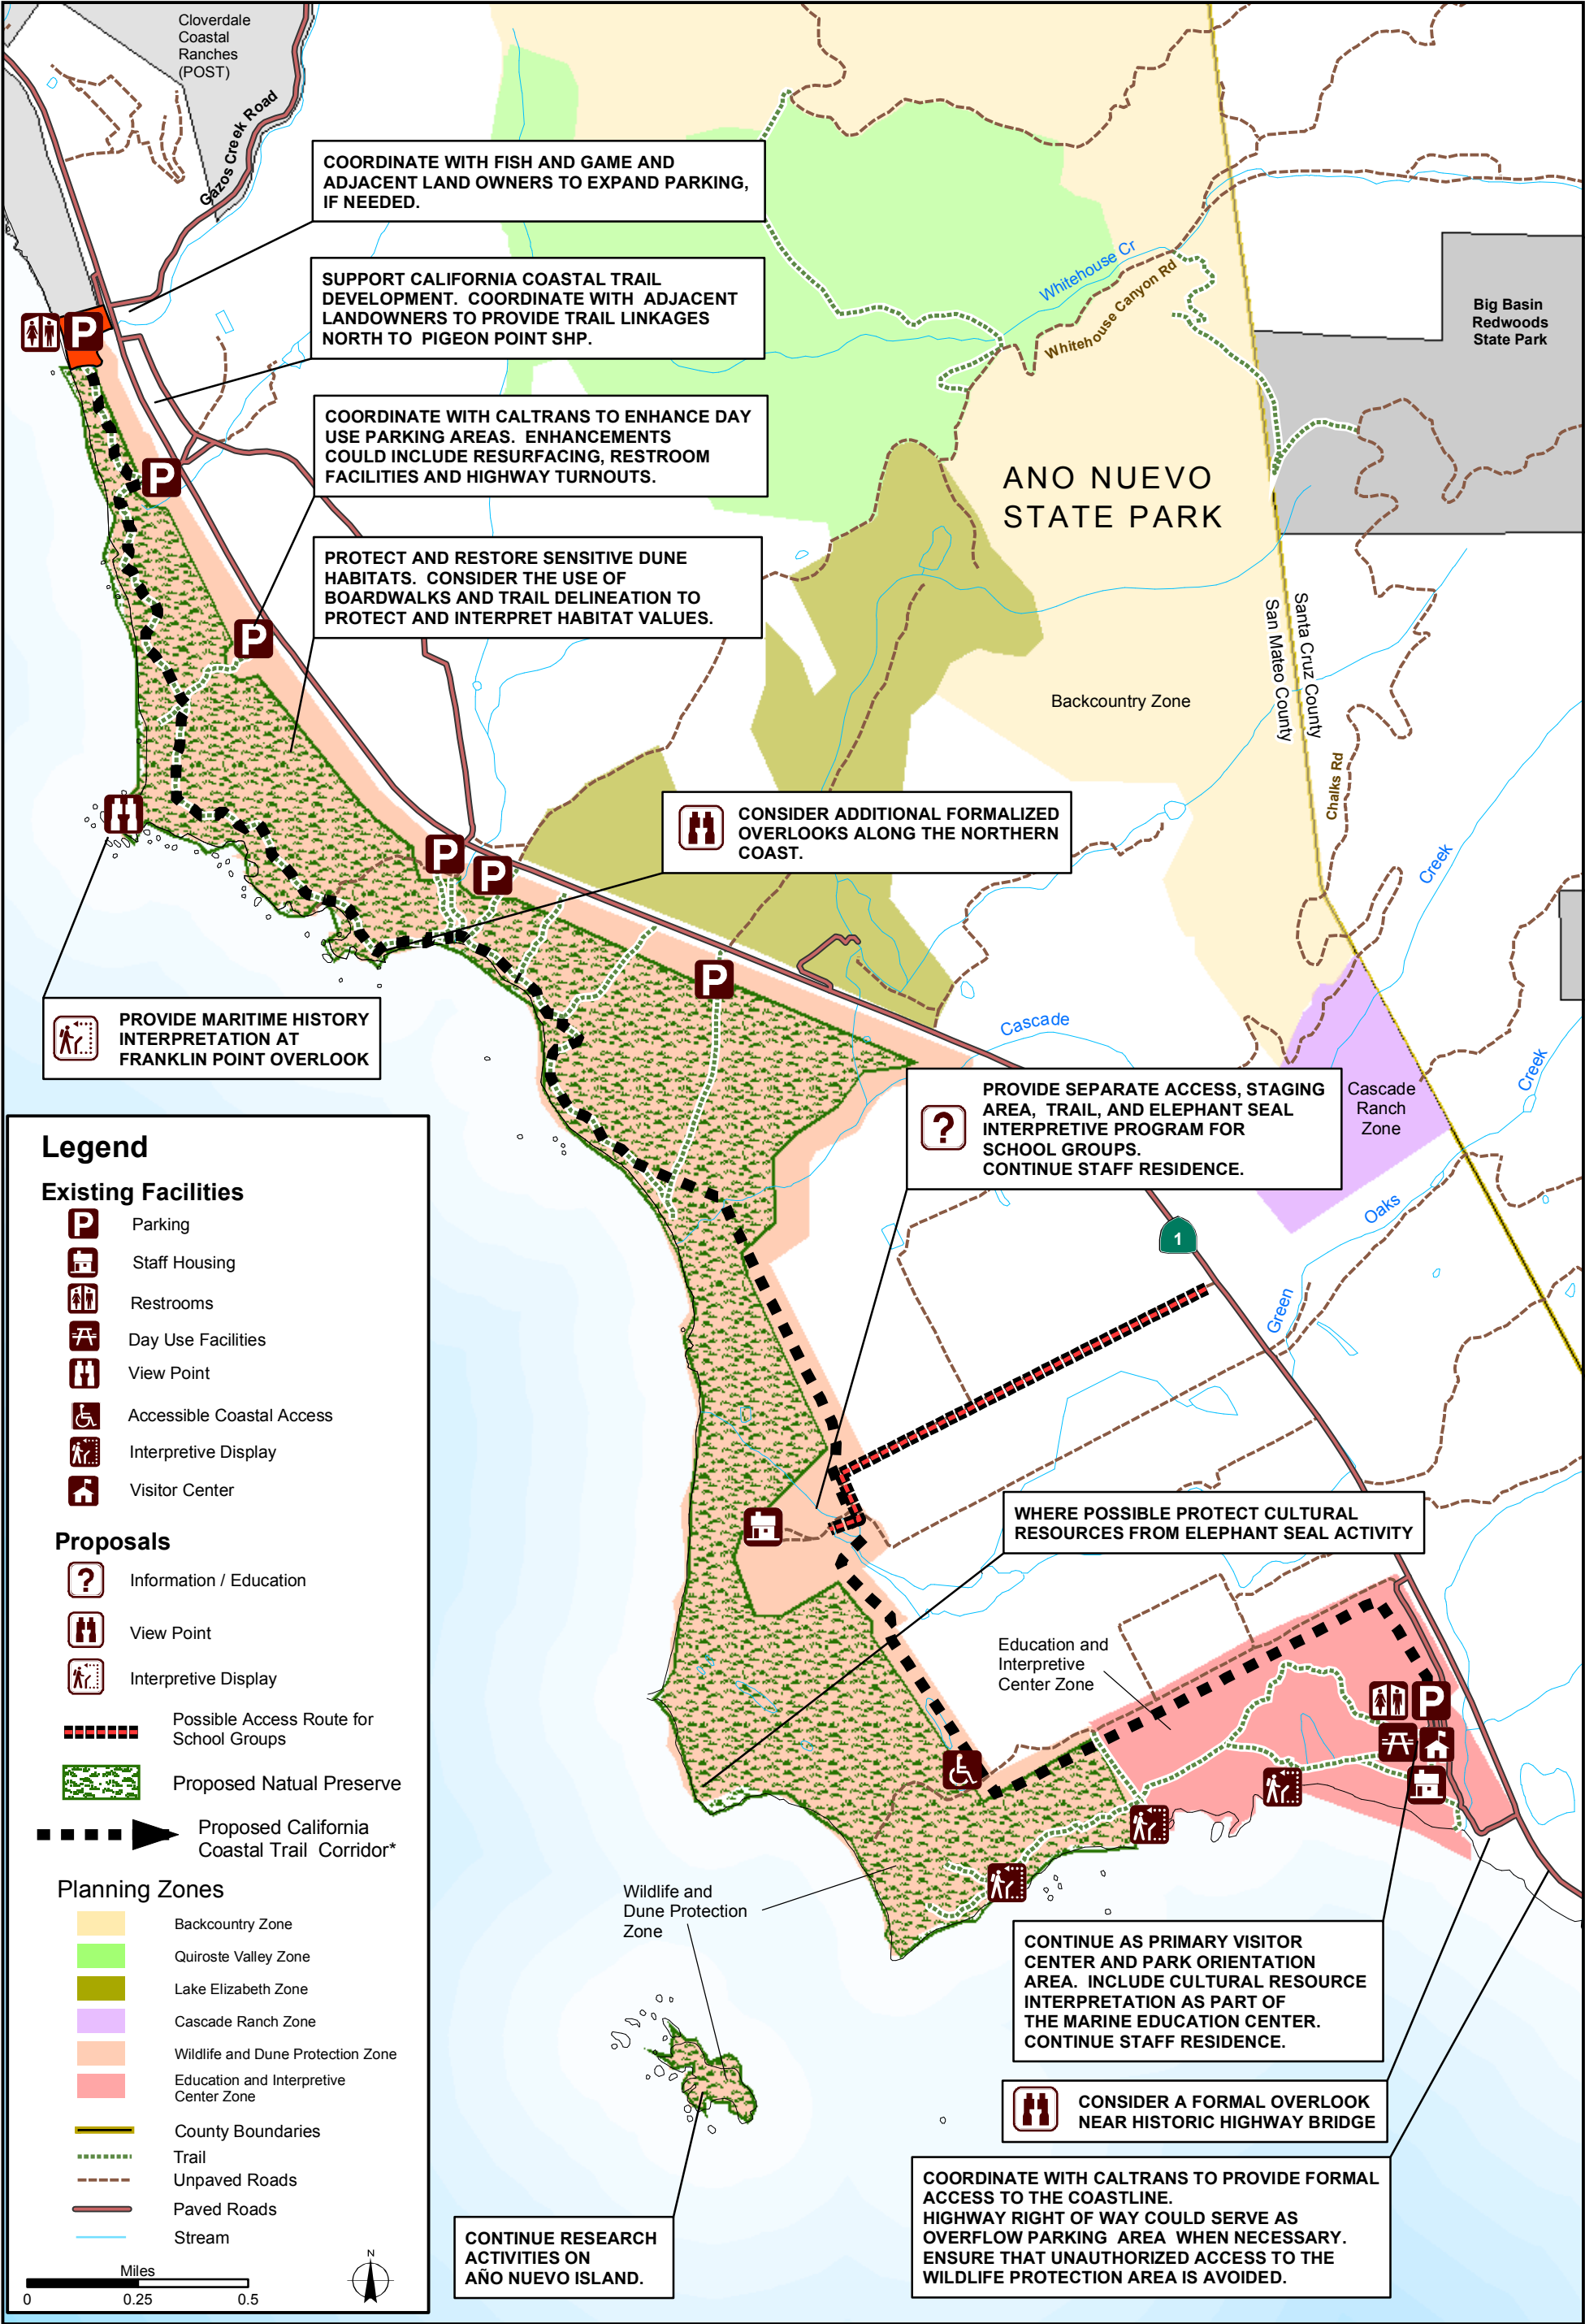 Cloverdale
Coastal
Ranches
(POST)
Gazos Creek Road
COORDINATE WITH FISH AND GAME AND
ADJACENT LAND OWNERS TO EXPAND PARKING,
IF NEEDED.
SUPPORT CALIFORNIA COASTAL TRAIL
DEVELOPMENT. COORDINATE WITH ADJACENT
LANDOWNERS TO PROVIDE TRAIL LINKAGES
NORTH TO PIGEON POINT SHP.
COORDINATE WITH CALTRANS TO ENHANCE DAY
USE PARKING AREAS. ENHANCEMENTS
COULD INCLUDE RESURFACING, RESTROOM
FACILITIES AND HIGHWAY TURNOUTS.
PROTECT AND RESTORE SENSITIVE DUNE
HABITATS. CONSIDER THE USE OF
BOARDWALKS AND TRAIL DELINEATION TO
PROTECT AND INTERPRET HABITAT VALUES.
Whitehouse Cr
Whitehouse Canyon Rd
Big Basin
Redwoods
State Park
ANO NUEVO
STATE PARK
Santa Cruz County
San Mateo County
Backcountry Zone
Chalks Rd
P
P
P
P
P
P
CONSIDER ADDITIONAL FORMALIZED
OVERLOOKS ALONG THE NORTHERN
COAST.
Creek
PROVIDE MARITIME HISTORY
INTERPRETATION AT
FRANKLIN POINT OVERLOOK
Cascade
Creek
?
PROVIDE SEPARATE ACCESS, STAGING
AREA, TRAIL, AND ELEPHANT SEAL
INTERPRETIVE PROGRAM FOR
SCHOOL GROUPS.
CONTINUE STAFF RESIDENCE.
Cascade
Ranch
Zone
Oaks
1
Green
WHERE POSSIBLE PROTECT CULTURAL
RESOURCES FROM ELEPHANT SEAL ACTIVITY
Education and
Interpretive
Center Zone
P
Wildlife and
Dune Protection
Zone
CONTINUE AS PRIMARY VISITOR
CENTER AND PARK ORIENTATION
AREA. INCLUDE CULTURAL RESOURCE
INTERPRETATION AS PART OF
THE MARINE EDUCATION CENTER.
CONTINUE STAFF RESIDENCE.
CONSIDER A FORMAL OVERLOOK
NEAR HISTORIC HIGHWAY BRIDGE
COORDINATE WITH CALTRANS TO PROVIDE FORMAL
ACCESS TO THE COASTLINE.
HIGHWAY RIGHT OF WAY COULD SERVE AS
OVERFLOW PARKING AREA WHEN NECESSARY.
ENSURE THAT UNAUTHORIZED ACCESS TO THE
WILDLIFE PROTECTION AREA IS AVOIDED.
CONTINUE RESEARCH
ACTIVITIES ON
AÑO NUEVO ISLAND.
Legend
Existing Facilities
P Parking
Staff Housing
Restrooms
Day Use Facilities
View Point
Accessible Coastal Access
Interpretive Display
Visitor Center
Proposals
? Information / Education
View Point
Interpretive Display
Possible Access Route for
School Groups
Proposed Natual Preserve
Proposed California
Coastal Trail Corridor*
Planning Zones
Backcountry Zone
Quiroste Valley Zone
Lake Elizabeth Zone
Cascade Ranch Zone
Wildlife and Dune Protection Zone
Education and Interpretive
Center Zone
County Boundaries
Trail
Unpaved Roads
Paved Roads
Stream
Miles
0 0.25 0.5
N